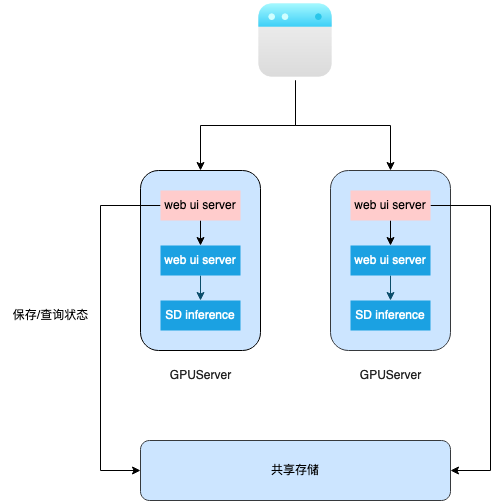 web ui server
web ui server
web ui server
web ui server
保存/查询状态
SD inference
SD inference
GPUServer
GPUServer
共享存储